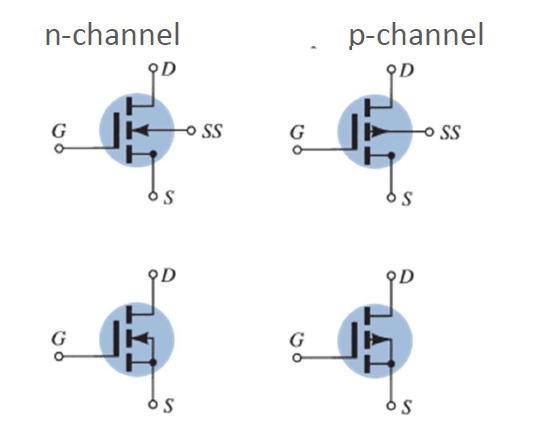 n-channel p-channel
D D
G SS G SS
S S
D D
G G
S S